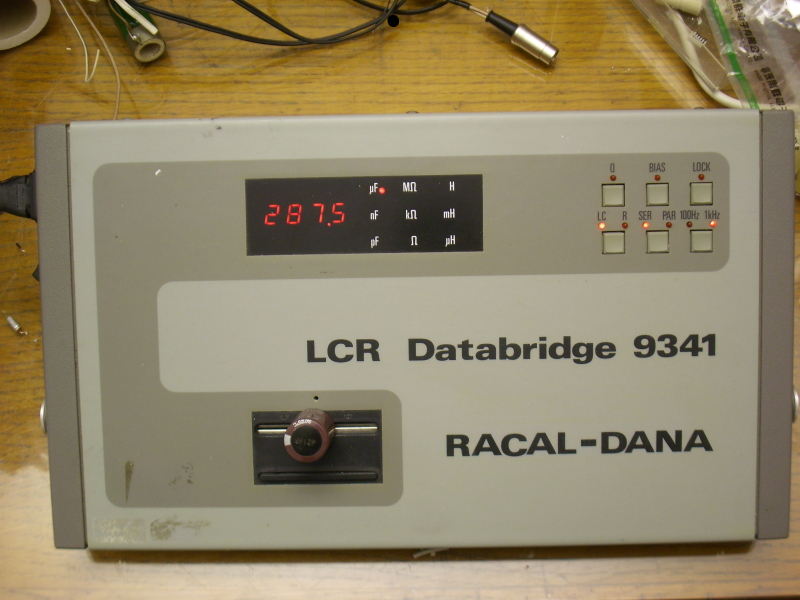 Q BIAS LOCK
µF MΩ H
287.5 nF kΩ mH
pF Ω µH
LC R SER PAR 100Hz 1kHz
LCR Databridge 9341
RACAL-DANA